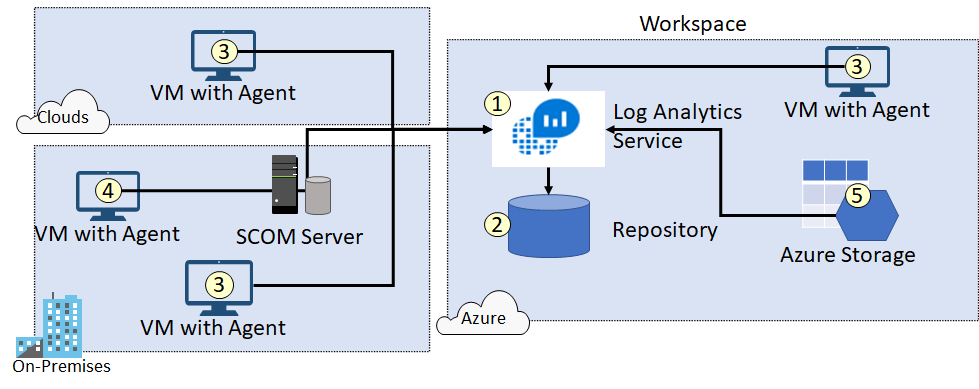 Workspace
3
VM with Agent
Clouds
3
VM with Agent
1
Log Analytics
Service
4
VM with Agent
SCOM Server
5
Azure Storage
2
Repository
3
VM with Agent
Azure
On-Premises